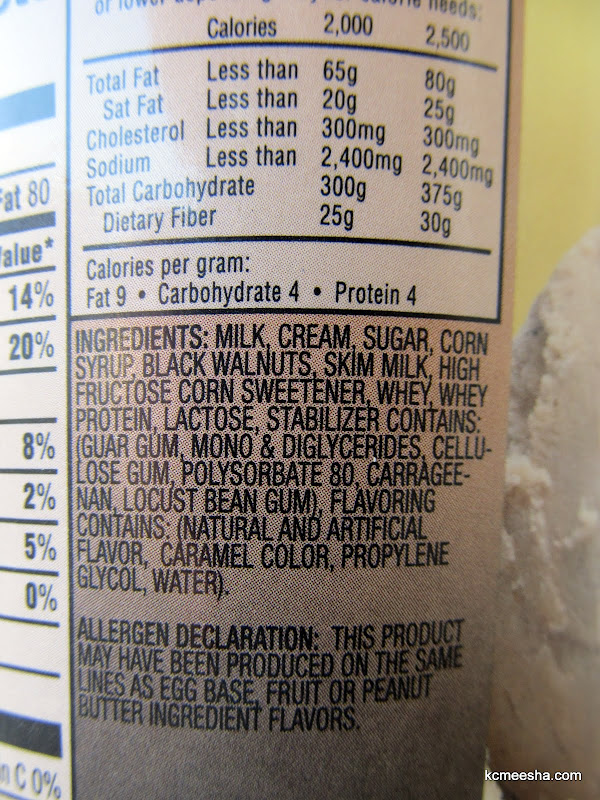 Calories 2,000 2,500
Total Fat Less than 65g 80g
Sat Fat Less than 20g 25g
Cholesterol Less than 300mg 300mg
Sodium Less than 2,400mg 2,400mg
Total Carbohydrate 300g 375g
Dietary Fiber 25g 30g
Calories per gram:
Fat 9 • Carbohydrate 4 • Protein 4
Fat 80
Value*
14%
20%
8%
2%
5%
0%
C 0%
INGREDIENTS: MILK, CREAM, SUGAR, CORN
SYRUP, BLACK WALNUTS, SKIM MILK, HIGH
FRUCTOSE CORN SWEETENER, WHEY, WHEY
PROTEIN, LACTOSE, STABILIZER CONTAINS:
(GUAR GUM, MONO & DIGLYCERIDES, CELLU-
LOSE GUM, POLYSORBATE 80, CARRAGEE-
NAN, LOCUST BEAN GUM), FLAVORING
CONTAINS: (NATURAL AND ARTIFICIAL
FLAVOR, CARAMEL COLOR, PROPYLENE
GLYCOL, WATER).
ALLERGEN DECLARATION: THIS PRODUCT
MAY HAVE BEEN PRODUCED ON THE SAME
LINES AS EGG BASE, FRUIT OR PEANUT
BUTTER INGREDIENT FLAVORS.
kcmeesha.com